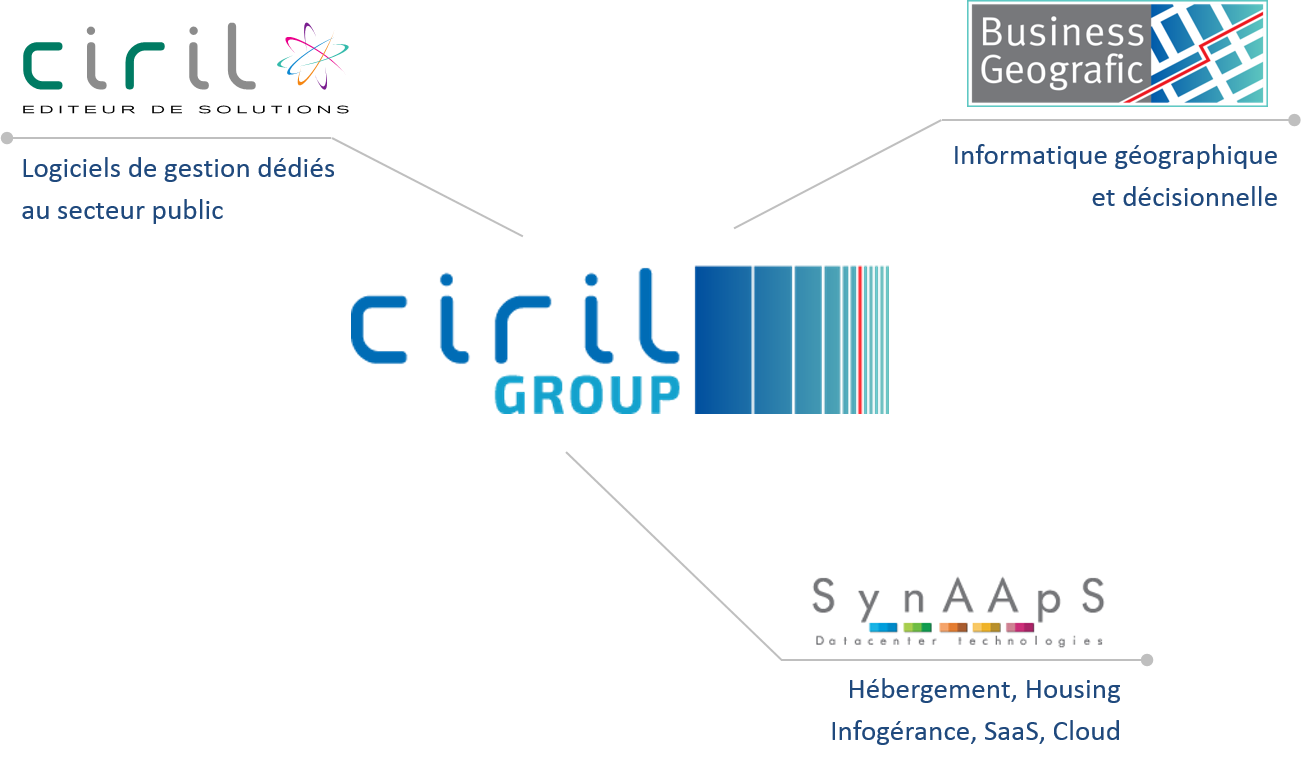 ciril
EDITEUR DE SOLUTIONS
Logiciels de gestion dédiés
au secteur public
Business
Geografic
Informatique géographique
et décisionnelle
ciril
GROUP
SynAApS
Datacenter technologies
Hébergement, Housing
Infogérance, SaaS, Cloud